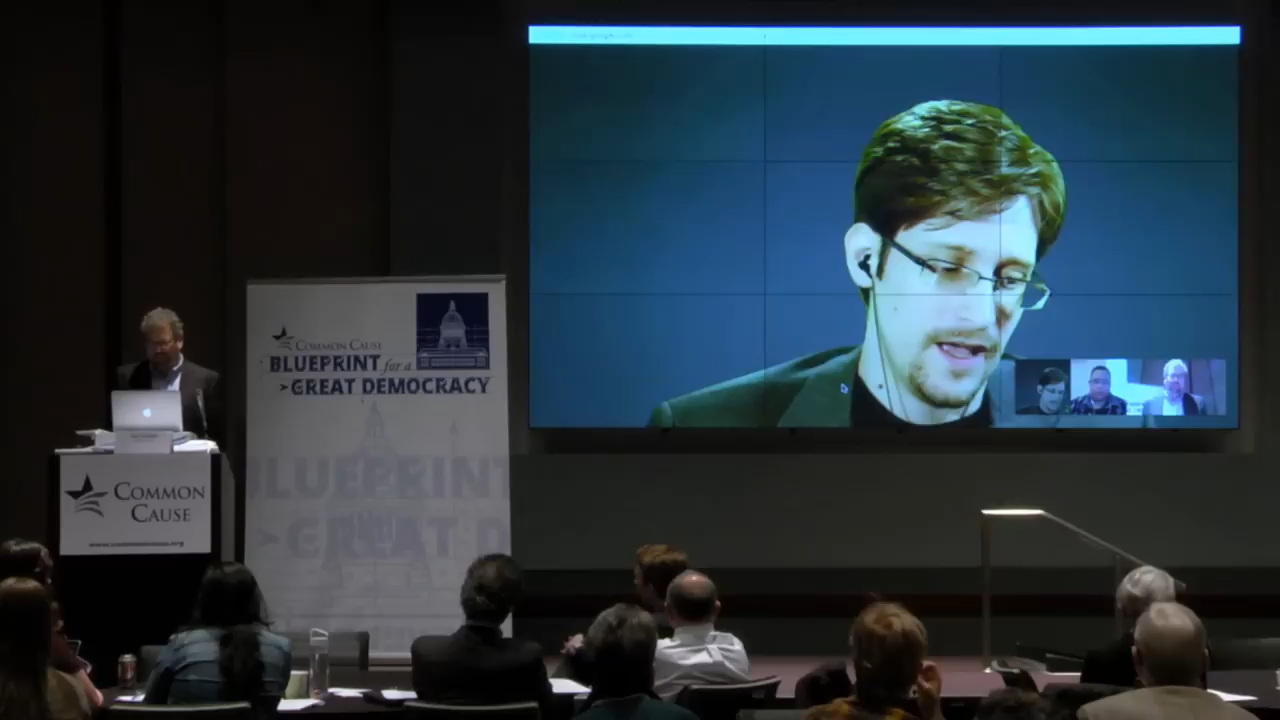 COMMON CAUSE
BLUEPRINT for a
>GREAT DEMOCRACY
BLUEPRINT
>GREAT D
COMMON
CAUSE